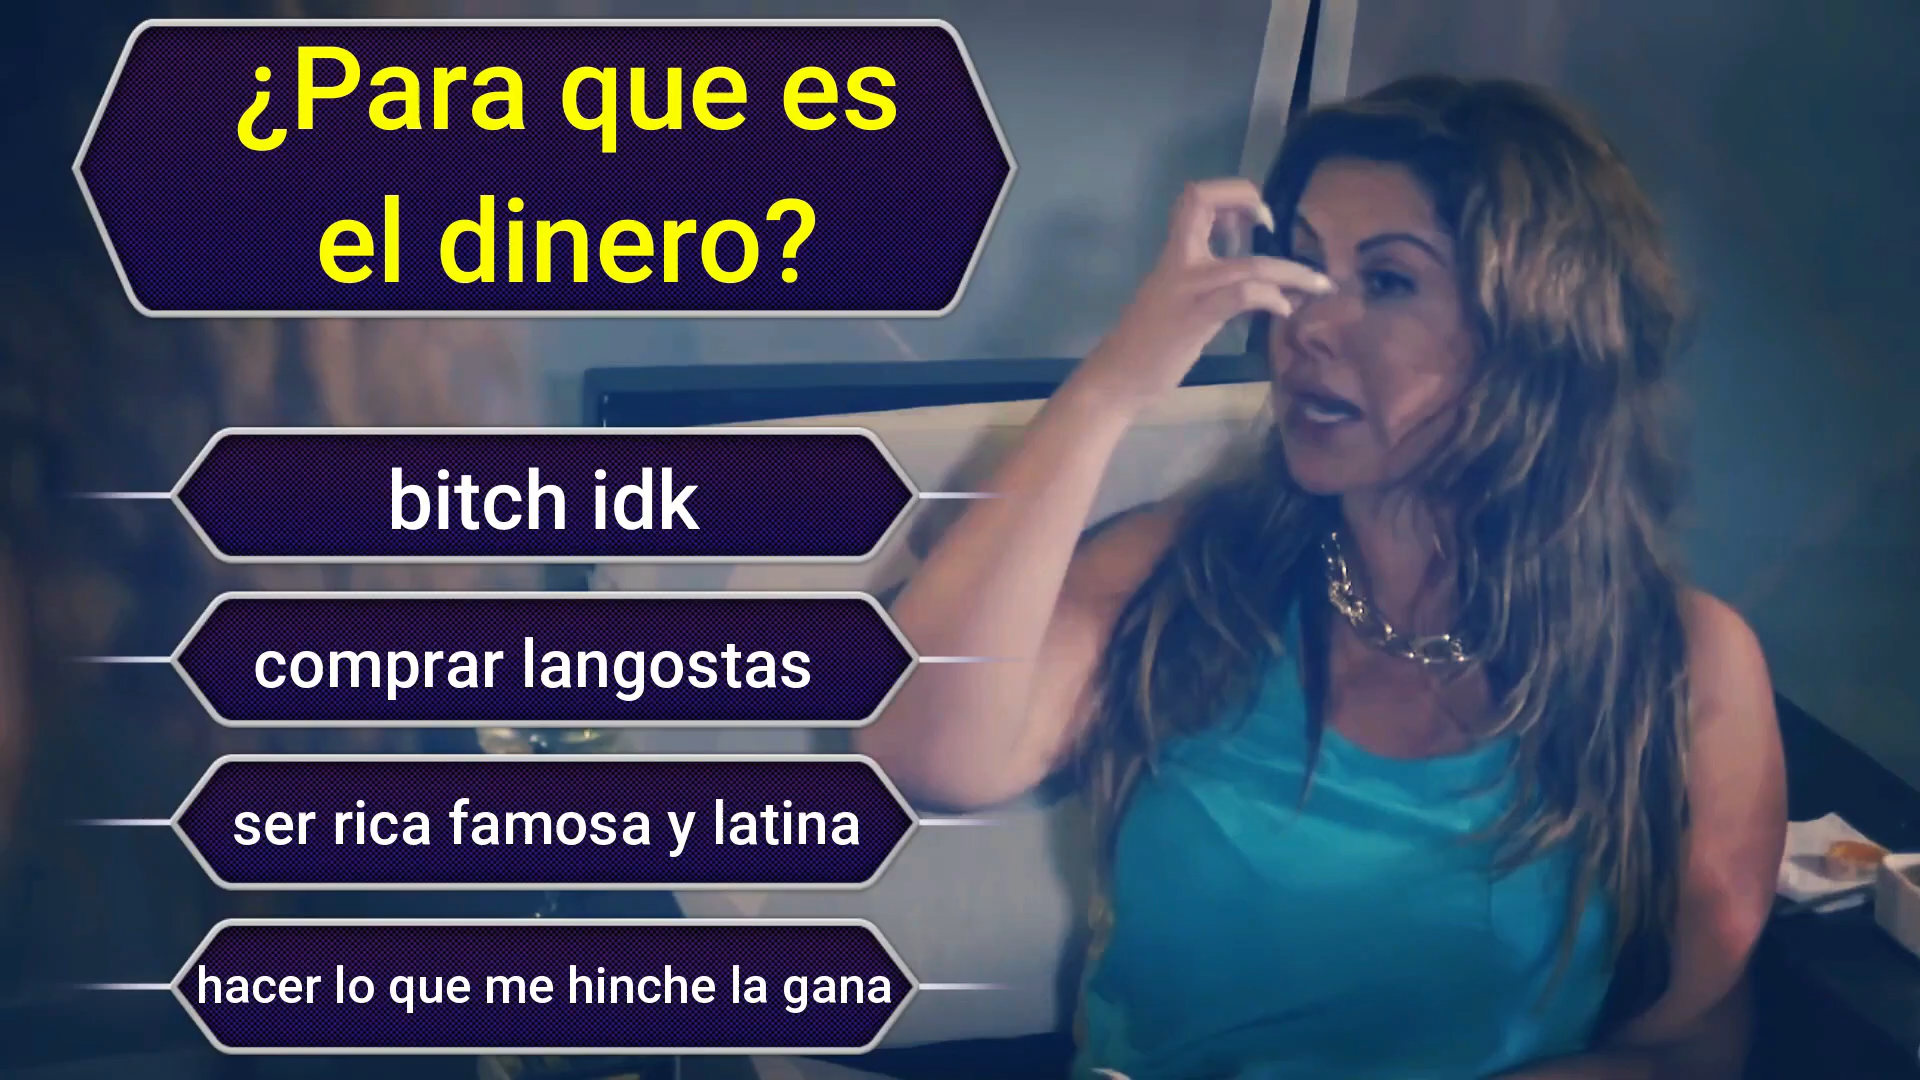 ¿Para que es
el dinero?
bitch idk
comprar langostas
ser rica famosa y latina
hacer lo que me hinche la gana